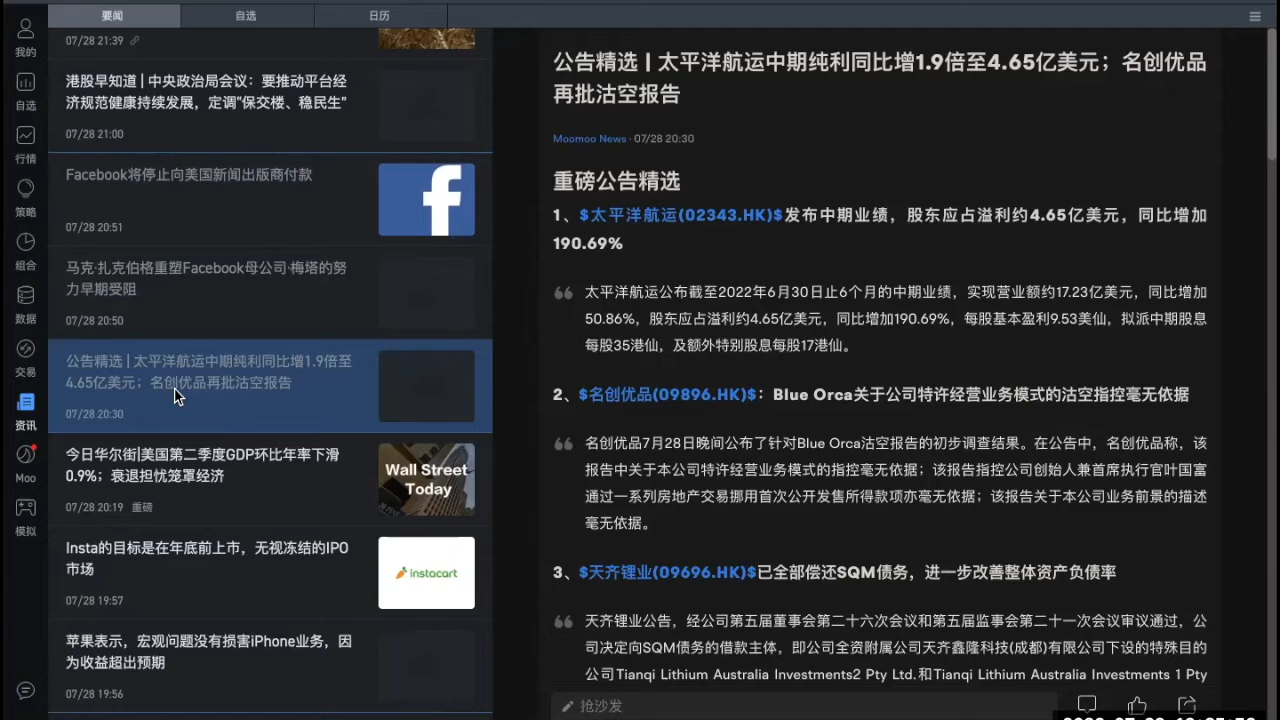 要闻
自选
日历
我的
自选
行情
策略
组合
数据
交易
资讯
Moo
模拟
07/28 21:39
港股早知道 | 中央政治局会议：要推动平台经
济规范健康持续发展，定调“保交楼、稳民生”
07/28 21:00
Facebook将停止向美国新闻出版商付款
07/28 20:51
马克·扎克伯格重塑Facebook母公司·梅塔的努
力早期受阻
07/28 20:50
公告精选 | 太平洋航运中期纯利同比增1.9倍至
4.65亿美元；名创优品再批沽空报告
07/28 20:30
今日华尔街|美国第二季度GDP环比年率下滑
0.9%；衰退担忧笼罩经济
07/28 20:19 重磅
Wall Street
Today
Insta的目标是在年底前上市，无视冻结的IPO
市场
07/28 19:57
instacart
苹果表示，宏观问题没有损害iPhone业务，因
为收益超出预期
07/28 19:56
公告精选 | 太平洋航运中期纯利同比增1.9倍至4.65亿美元；名创优品
再批沽空报告
Moomoo News · 07/28 20:30
重磅公告精选
1、$太平洋航运(02343.HK)$发布中期业绩，股东应占溢利约4.65亿美元，同比增加
190.69%
太平洋航运公布截至2022年6月30日止6个月的中期业绩，实现营业额约17.23亿美元，同比增加
50.86%，股东应占溢利约4.65亿美元，同比增加190.69%，每股基本盈利9.53美仙，拟派中期股息
每股35港仙，及额外特别股息每股17港仙。
2、$名创优品(09896.HK)$：Blue Orca关于公司特许经营业务模式的沽空指控毫无依据
名创优品7月28日晚间公布了针对Blue Orca沽空报告的初步调查结果。在公告中，名创优品称，该
报告中关于本公司特许经营业务模式的指控毫无依据；该报告指控公司创始人兼首席执行官叶国富
通过一系列房地产交易挪用首次公开发售所得款项亦毫无依据；该报告关于本公司业务前景的描述
毫无依据。
3、$天齐锂业(09696.HK)$已全部偿还SQM债务，进一步改善整体资产负债率
天齐锂业公告，经公司第五届董事会第二十六次会议和第五届监事会第二十一次会议审议通过，公
司决定向SQM债务的借款主体，即公司全资附属公司天齐鑫隆科技(成都)有限公司下设的特殊目的
公司Tianqi Lithium Australia Investments2 Pty Ltd.和Tianqi Lithium Australia Investments 1 Pty
抢沙发